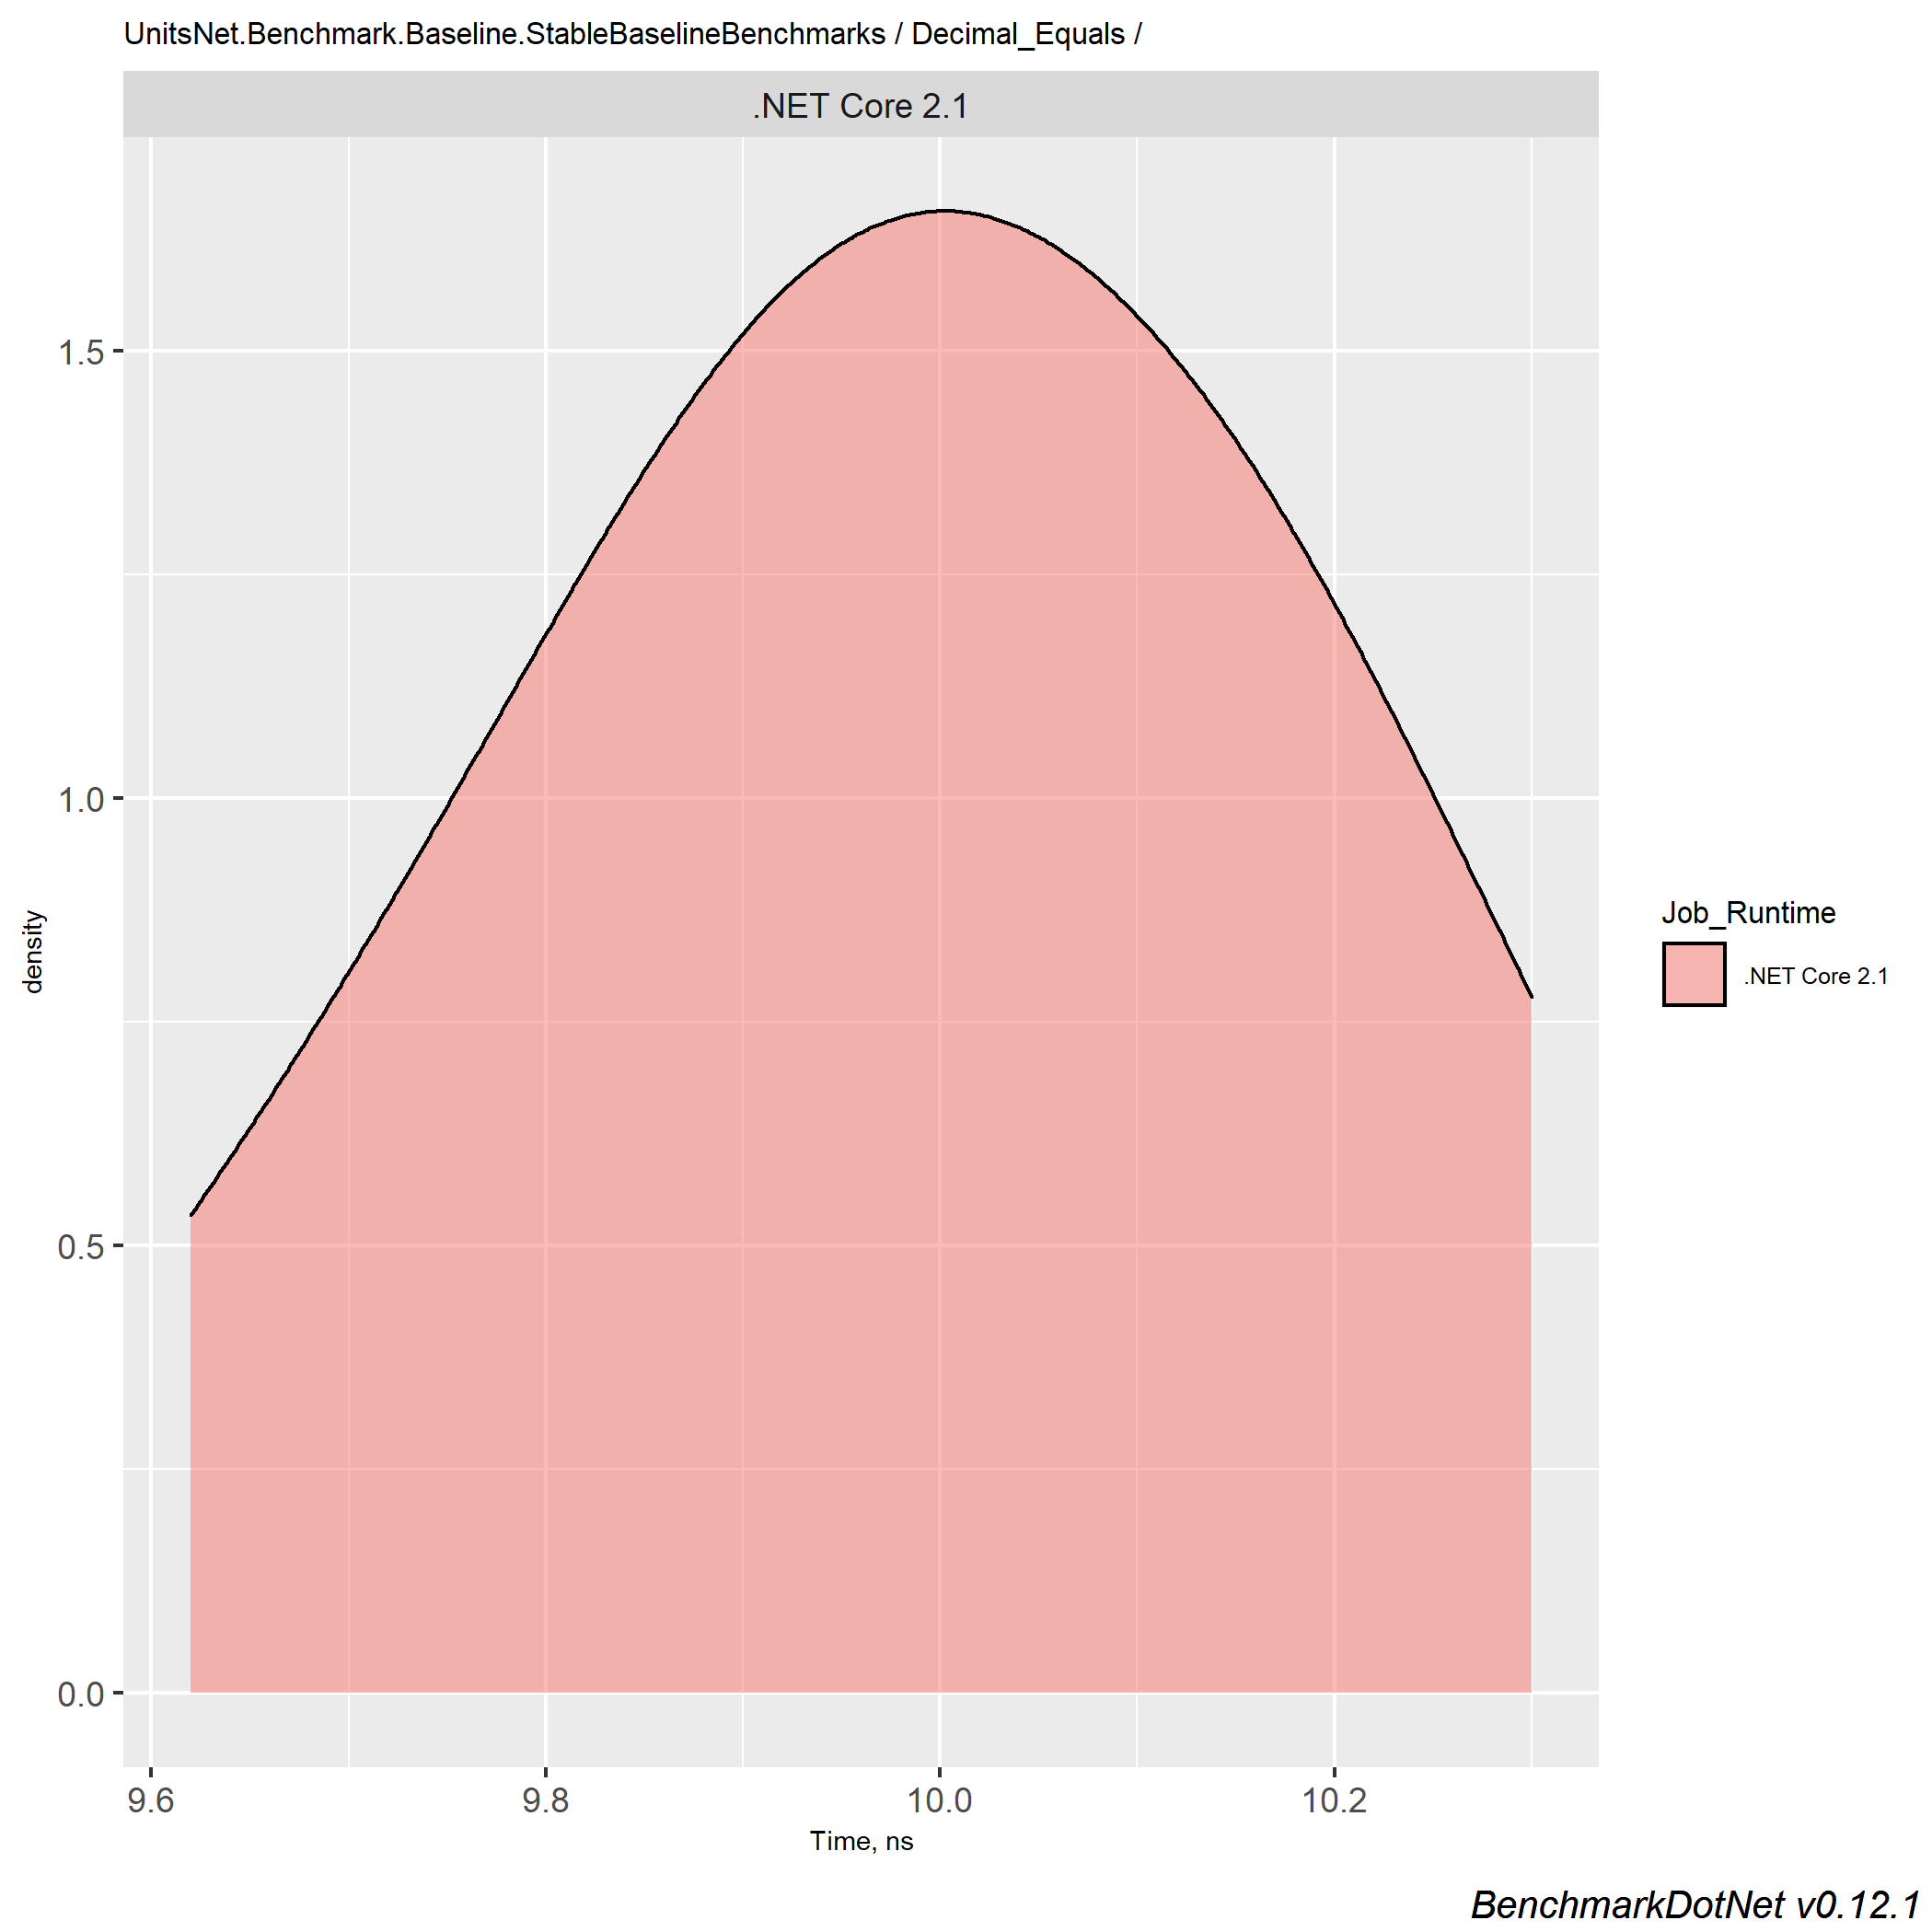 UnitsNet.Benchmark.Baseline.StableBaselineBenchmarks / Decimal_Equals /
.NET Core 2.1
1.5
1.0
0.5
0.0
density
9.6 9.8 10.0 10.2
Time, ns
Job_Runtime
.NET Core 2.1
BenchmarkDotNet v0.12.1